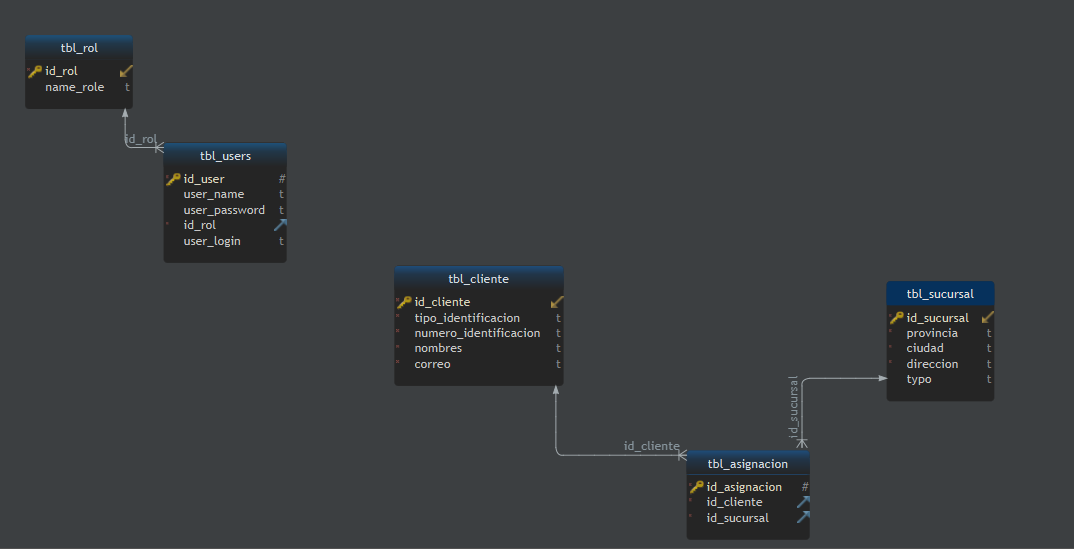 tbl_rol
id_rol
name_role t
id_rol
tbl_users
id_user #
user_name t
user_password t
id_rol
user_login t
tbl_cliente
id_cliente
tipo_identificacion t
numero_identificacion t
nombres t
correo t
tbl_sucursal
id_sucursal
provincia t
ciudad t
direccion t
typo t
id_sucursal
id_cliente
tbl_asignacion
id_asignacion #
id_cliente
id_sucursal